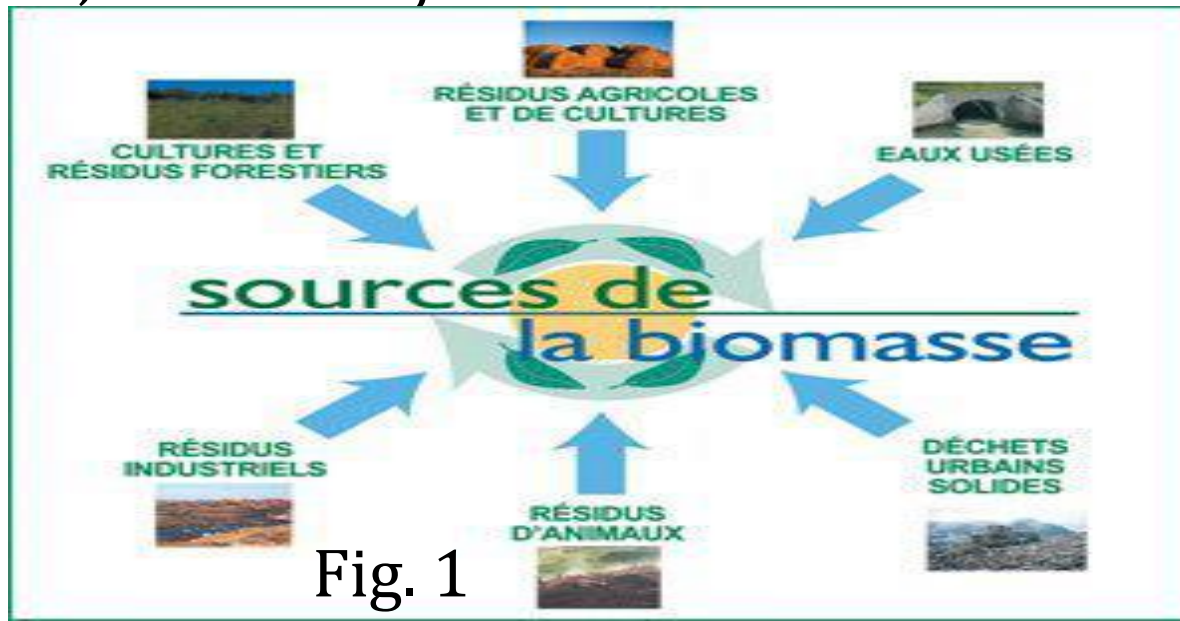 RÉSIDUS AGRICOLES
ET DE CULTURES
CULTURES ET
RÉSIDUS FORESTIERS
EAUX USÉES
sources de
la biomasse
RÉSIDUS
INDUSTRIELS
RÉSIDUS
D'ANIMAUX
DÉCHETS
URBAINS
SOLIDES
Fig. 1